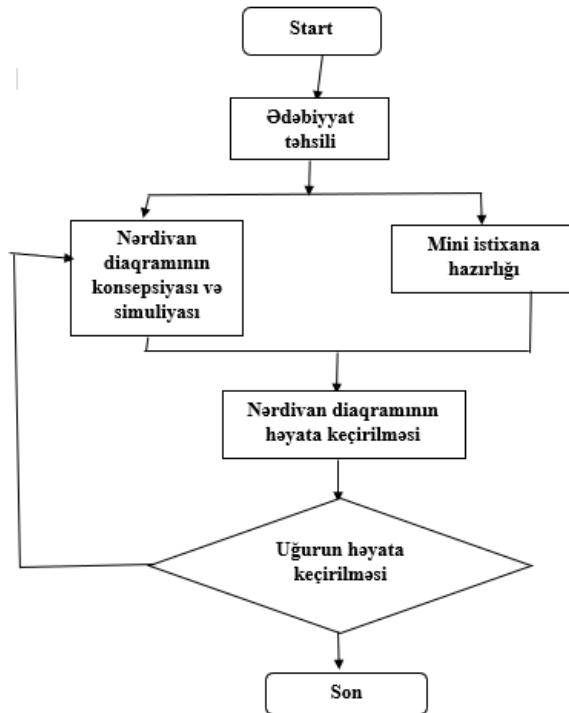 Start
Ədəbiyyat
təhsili
Nərdivan
diaqramının
konsepsiyası və
simuliyası
Mini istixana
hazırlığı
Nərdivan diaqramının
həyata keçirilməsi
Uğurun həyata
keçirilməsi
Son